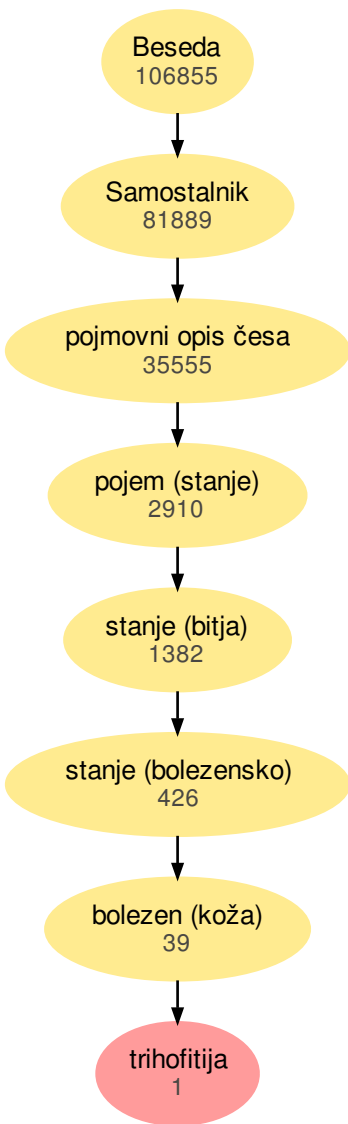 Beseda
106855
Samostalnik
81889
pojmovni opis česa
35555
pojem (stanje)
2910
stanje (bitja)
1382
stanje (bolezensko)
426
bolezen (koža)
39
trihofitija
1